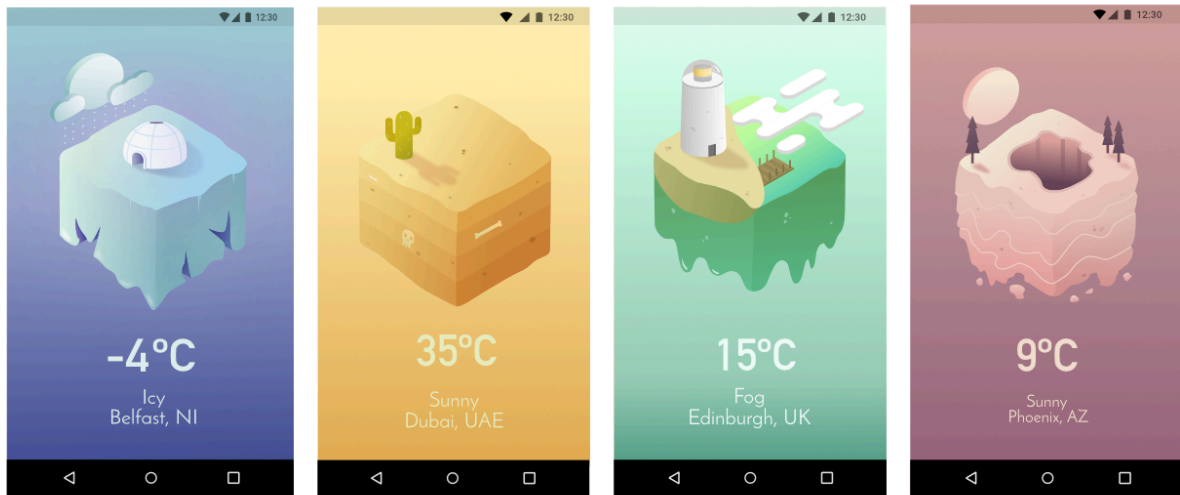 12:30
-4°C
Icy
Belfast, NI
12:30
35°C
Sunny
Dubai, UAE
12:30
15°C
Fog
Edinburgh, UK
12:30
9°C
Sunny
Phoenix, AZ